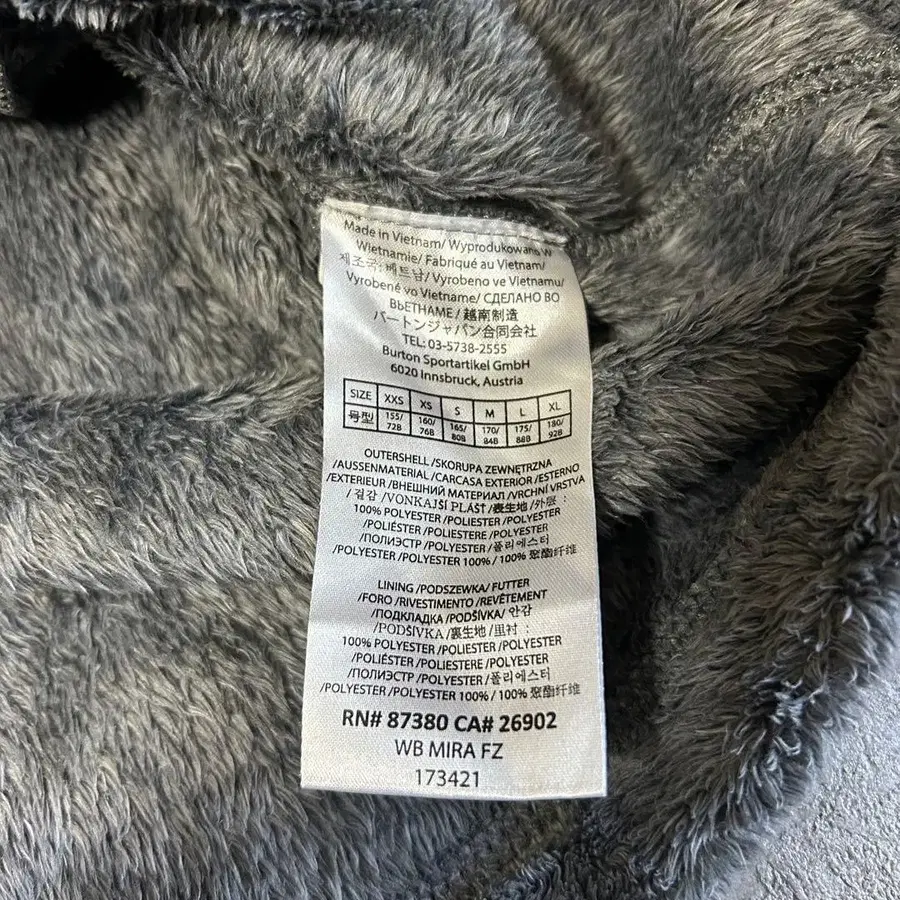 Made in Vietnam/ Wyprodukowano W
Wietnamie/ Fabriqué au Vietnam/
제조국: 베트남/ Vyrobeno ve Vietnamu/
Vyrobené vo Vietname/ СДЕЛАНО ВО
ВЬЕТНАМЕ / 越南制造
バートンジャパン合同会社
TEL: 03-5738-2555
Burton Sportartikel GmbH
6020 Innsbruck, Austria
SIZE XXS XS S M L XL
号型 155/72B 160/76B 165/80B 170/84B 175/88B 180/92B
OUTERSHELL /SKORUPA ZEWNĘTRZNA
/AUSSENMATERIAL /CARCASA EXTERIOR /ESTERNO
/EXTERIEUR /ВНЕШНИЙ МАТЕРИАЛ /VRCHNÍ VRSTVA
/ 겉감 /VONKAJŠÍ PLÁŠŤ /表生地 /外层 :
100% POLYESTER /POLIESTER /POLYESTER
/POLIÉSTER /POLIESTERE /POLYESTER
/ПОЛИЭСТР /POLYESTER /폴리에스터
/POLYESTER /POLYESTER 100% / 100% 聚酯纤维
LINING /PODSZEWKA/ FUTTER
/FORO /RIVESTIMENTO /REVÊTEMENT
/ПОДКЛАДКА /PODŠÍVKA/ 안감
/PODŠÍVKA /裏生地 /里衬 :
100% POLYESTER /POLIESTER /POLYESTER
/POLIÉSTER /POLIESTERE /POLYESTER
/ПОЛИЭСТР /POLYESTER /폴리에스터
/POLYESTER /POLYESTER 100% / 100% 聚酯纤维
RN# 87380 CA# 26902
WB MIRA FZ
173421